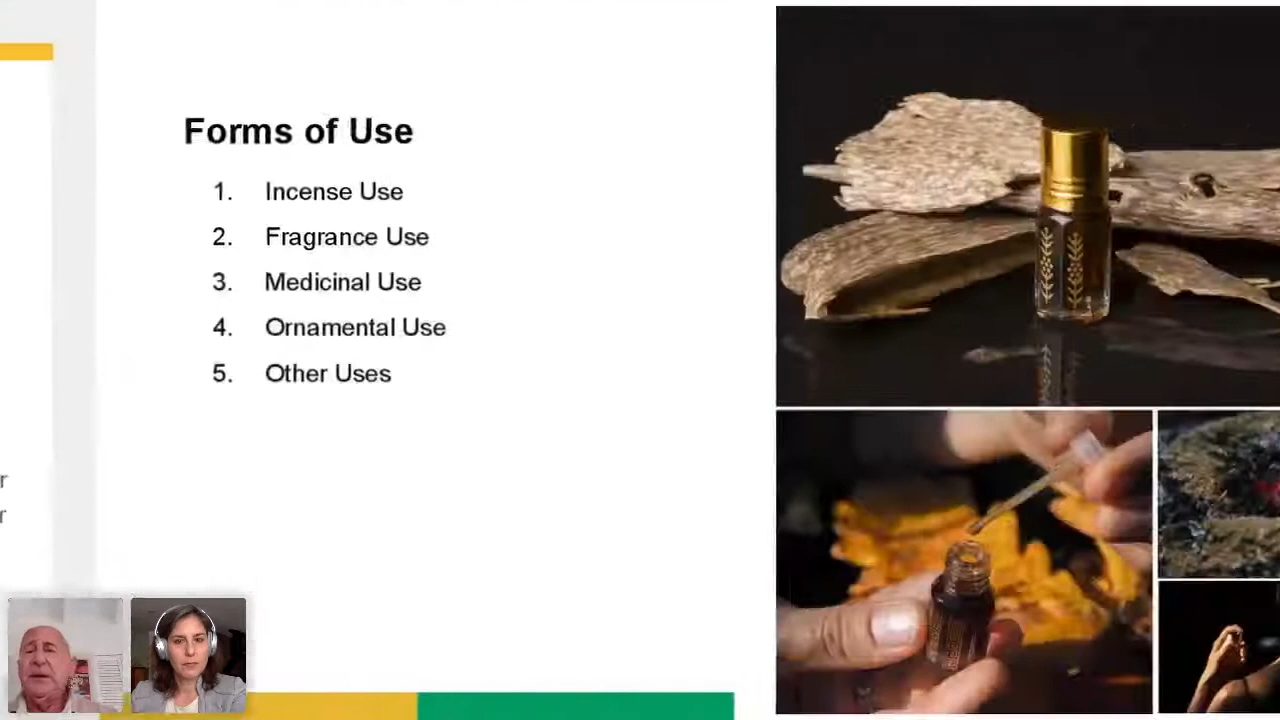 Forms of Use
1. Incense Use
2. Fragrance Use
3. Medicinal Use
4. Ornamental Use
5. Other Uses
r
r